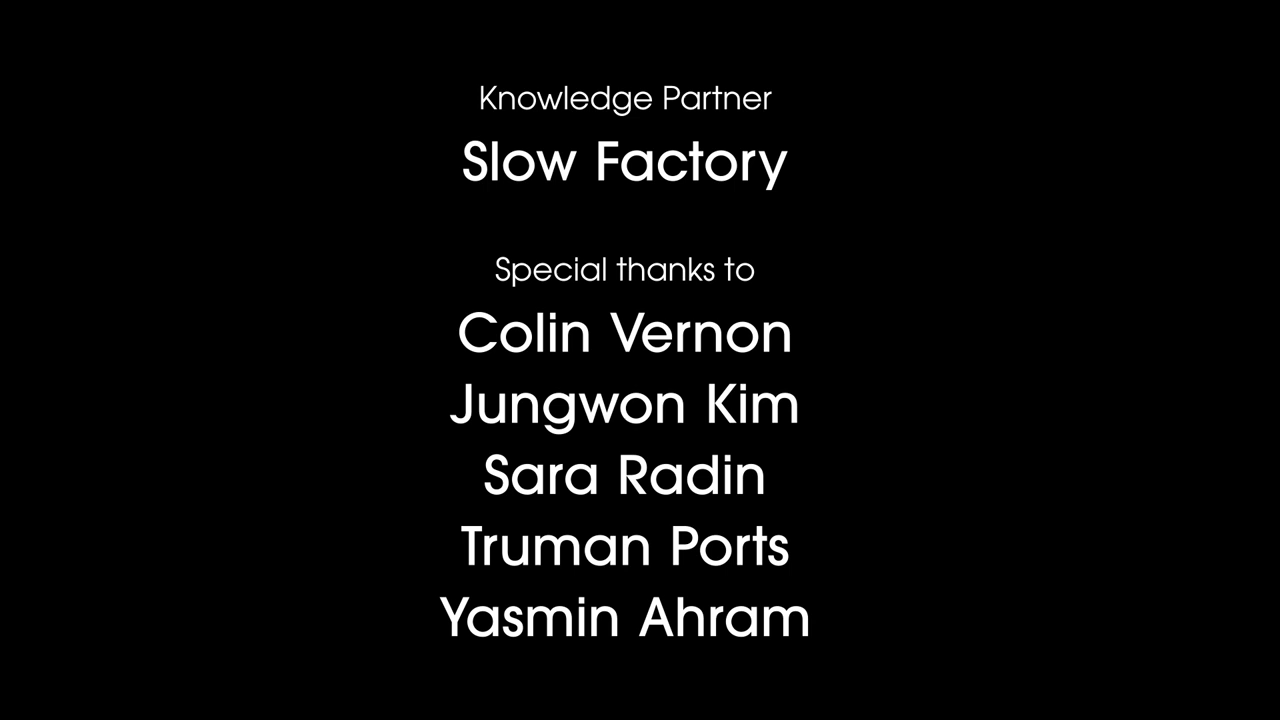 Knowledge Partner
Slow Factory
Special thanks to
Colin Vernon
Jungwon Kim
Sara Radin
Truman Ports
Yasmin Ahram